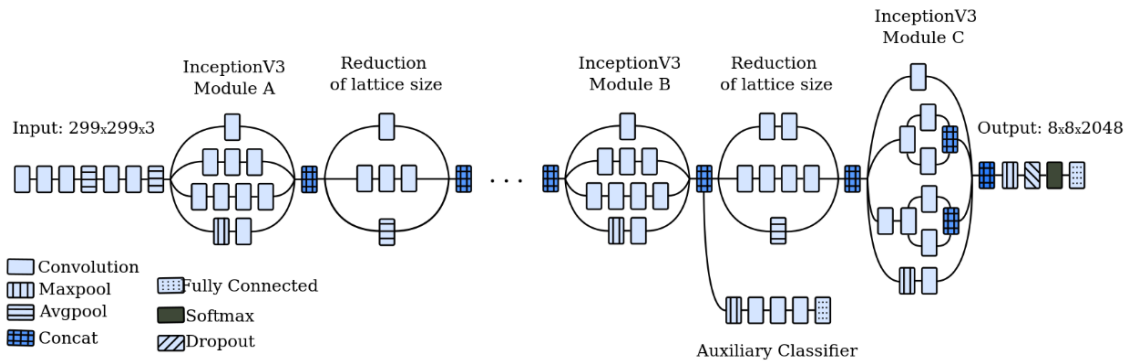 InceptionV3
Module A
Reduction
of lattice size
InceptionV3
Module B
Reduction
of lattice size
InceptionV3
Module C
Input: 299x299x3
Output: 8x8x2048
. . .
Convolution
Maxpool
Avgpool
Concat
Fully Connected
Softmax
Dropout
Auxiliary Classifier